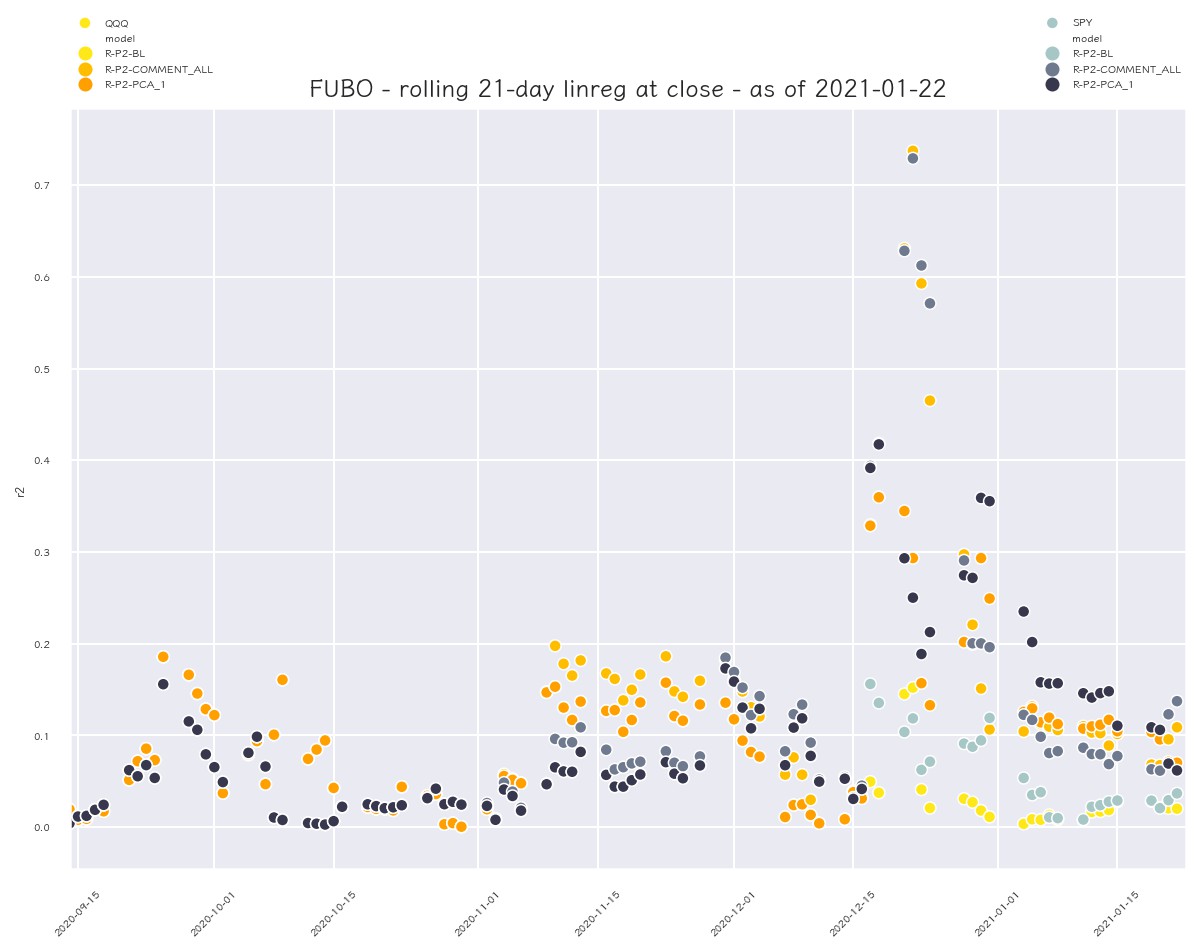 QQQ
model
R-P2-BL
R-P2-COMMENT_ALL
R-P2-PCA_1
SPY
model
R-P2-BL
R-P2-COMMENT_ALL
R-P2-PCA_1
FUBO - rolling 21-day linreg at close - as of 2021-01-22
0.7
0.6
0.5
0.4
0.3
0.2
0.1
0.0
r2
2020-09-15
2020-10-01
2020-10-15
2020-11-01
2020-11-15
2020-12-01
2020-12-15
2021-01-01
2021-01-15